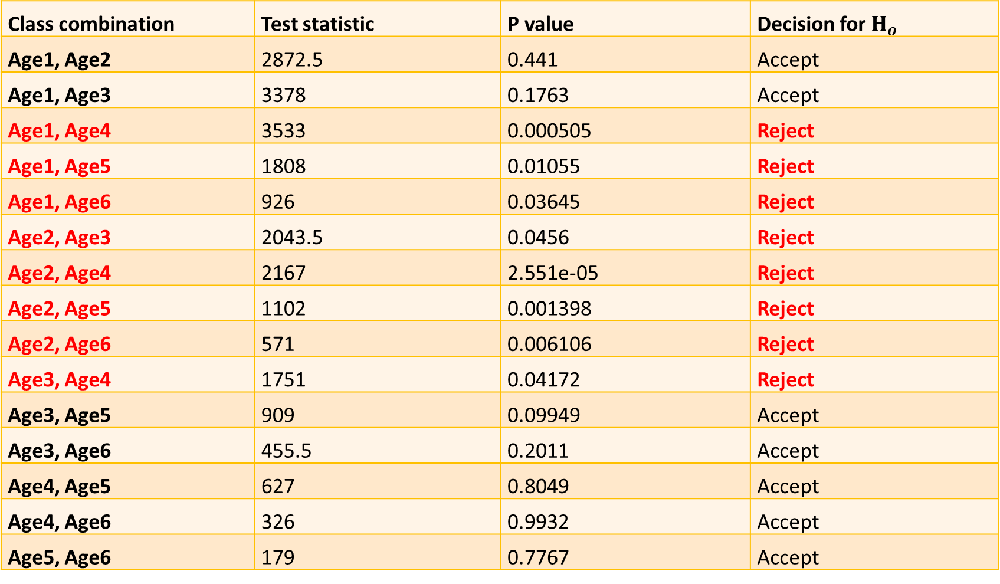 Class combination Test statistic P value Decision for Hₒ
Age1, Age2 2872.5 0.441 Accept
Age1, Age3 3378 0.1763 Accept
Age1, Age4 3533 0.000505 Reject
Age1, Age5 1808 0.01055 Reject
Age1, Age6 926 0.03645 Reject
Age2, Age3 2043.5 0.0456 Reject
Age2, Age4 2167 2.551e-05 Reject
Age2, Age5 1102 0.001398 Reject
Age2, Age6 571 0.006106 Reject
Age3, Age4 1751 0.04172 Reject
Age3, Age5 909 0.09949 Accept
Age3, Age6 455.5 0.2011 Accept
Age4, Age5 627 0.8049 Accept
Age4, Age6 326 0.9932 Accept
Age5, Age6 179 0.7767 Accept